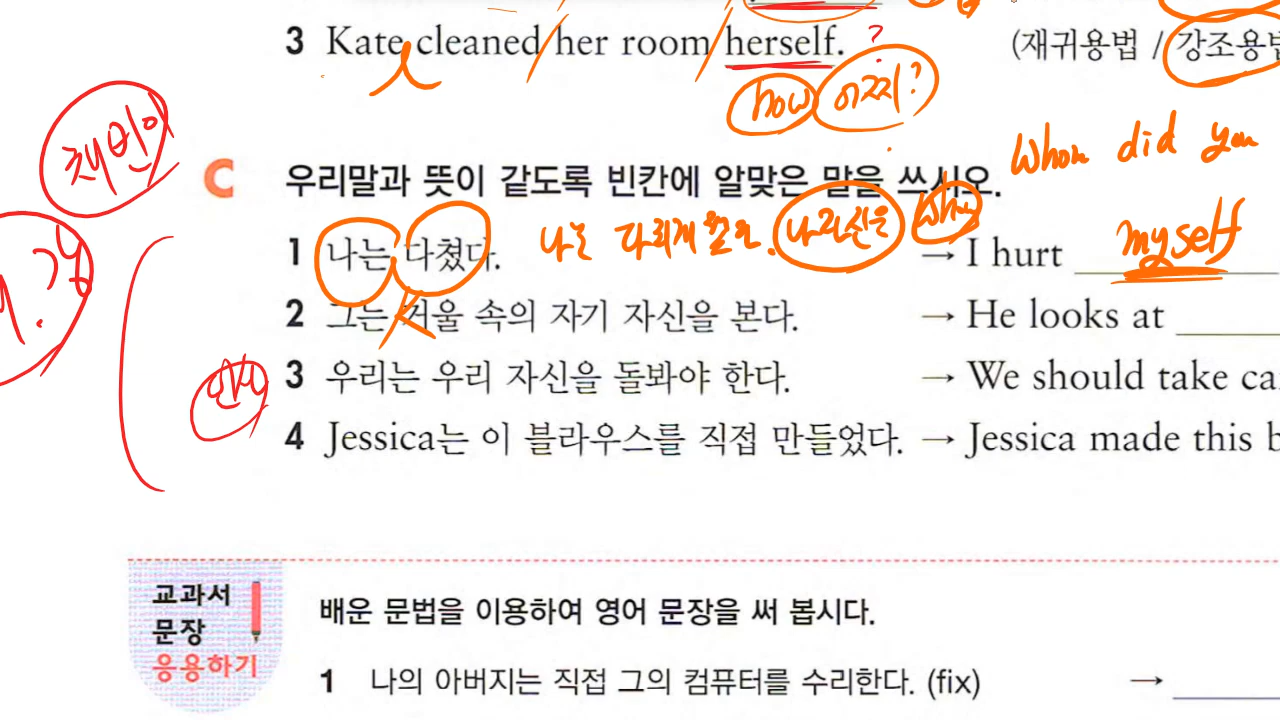 3 Kate cleaned her room herself. ? (재귀용법 / 강조용법
how 어찌?
채빈이
Whom did you
C 우리말과 뜻이 같도록 빈칸에 알맞은 말을 쓰시오.
1 나는 다쳤다. 나는 다치게 했다. 나자신을 → I hurt myself
2 그는 거울 속의 자기 자신을 본다. → He looks at
3 우리는 우리 자신을 돌봐야 한다. → We should take ca
4 Jessica는 이 블라우스를 직접 만들었다. → Jessica made this b
교과서
문장
응용하기
배운 문법을 이용하여 영어 문장을 써 봅시다.
1 나의 아버지는 직접 그의 컴퓨터를 수리한다. (fix) →